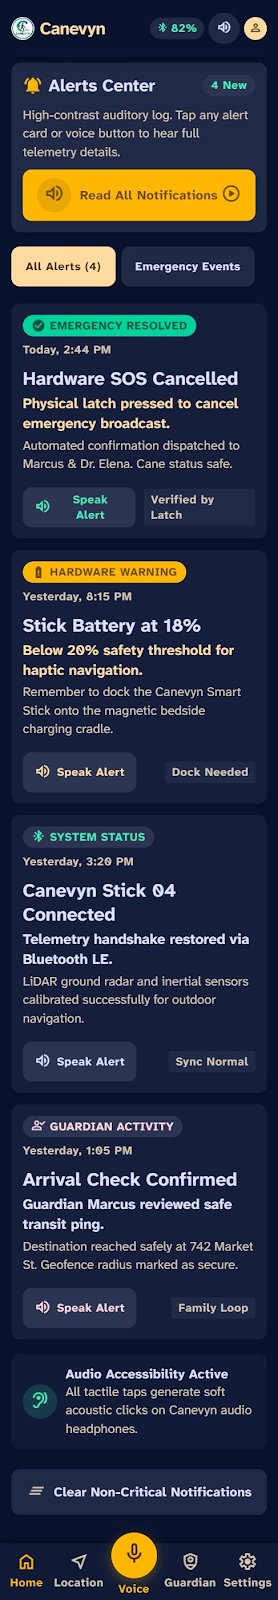 Canevyn
82%
Alerts Center
4 New
High-contrast auditory log. Tap any alert
card or voice button to hear full
telemetry details.
Read All Notifications
All Alerts (4)
Emergency Events
EMERGENCY RESOLVED
Today, 2:44 PM
Hardware SOS Cancelled
Physical latch pressed to cancel
emergency broadcast.
Automated confirmation dispatched to
Marcus & Dr. Elena. Cane status safe.
Speak
Alert
Verified by
Latch
HARDWARE WARNING
Yesterday, 8:15 PM
Stick Battery at 18%
Below 20% safety threshold for
haptic navigation.
Remember to dock the Canevyn Smart
Stick onto the magnetic bedside
charging cradle.
Speak Alert
Dock Needed
SYSTEM STATUS
Yesterday, 3:20 PM
Canevyn Stick 04
Connected
Telemetry handshake restored via
Bluetooth LE.
LiDAR ground radar and inertial sensors
calibrated successfully for outdoor
navigation.
Speak Alert
Sync Normal
GUARDIAN ACTIVITY
Yesterday, 1:05 PM
Arrival Check Confirmed
Guardian Marcus reviewed safe
transit ping.
Destination reached safely at 742 Market
St. Geofence radius marked as secure.
Speak Alert
Family Loop
Audio Accessibility Active
All tactile taps generate soft
acoustic clicks on Canevyn audio
headphones.
Clear Non-Critical Notifications
Home
Location
Voice
Guardian
Settings